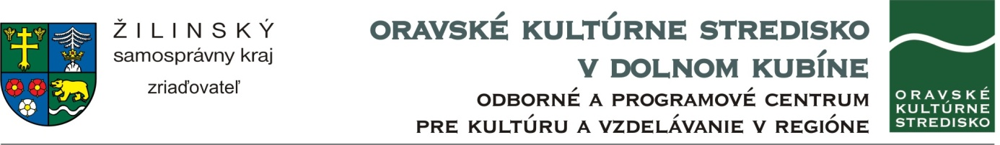 ŽILINSKÝ
samosprávny kraj
zriaďovateľ
ORAVSKÉ KULTÚRNE STREDISKO
V DOLNOM KUBÍNE
ODBORNÉ A PROGRAMOVÉ CENTRUM
PRE KULTÚRU A VZDELÁVANIE V REGIÓNE
ORAVSKÉ
KULTÚRNE
STREDISKO